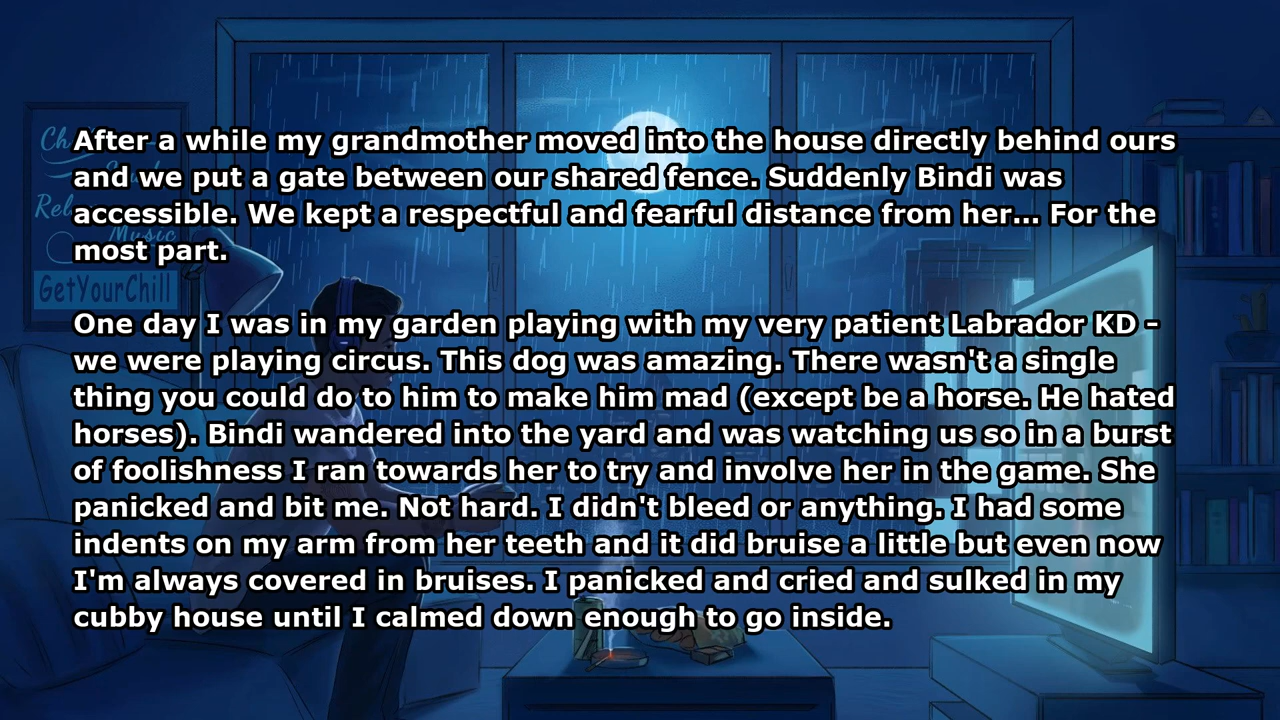 After a while my grandmother moved into the house directly behind ours
and we put a gate between our shared fence. Suddenly Bindi was
accessible. We kept a respectful and fearful distance from her... For the
most part.
One day I was in my garden playing with my very patient Labrador KD -
we were playing circus. This dog was amazing. There wasn't a single
thing you could do to him to make him mad (except be a horse. He hated
horses). Bindi wandered into the yard and was watching us so in a burst
of foolishness I ran towards her to try and involve her in the game. She
panicked and bit me. Not hard. I didn't bleed or anything. I had some
indents on my arm from her teeth and it did bruise a little but even now
I'm always covered in bruises. I panicked and cried and sulked in my
cubby house until I calmed down enough to go inside.
Music
GetYourChill